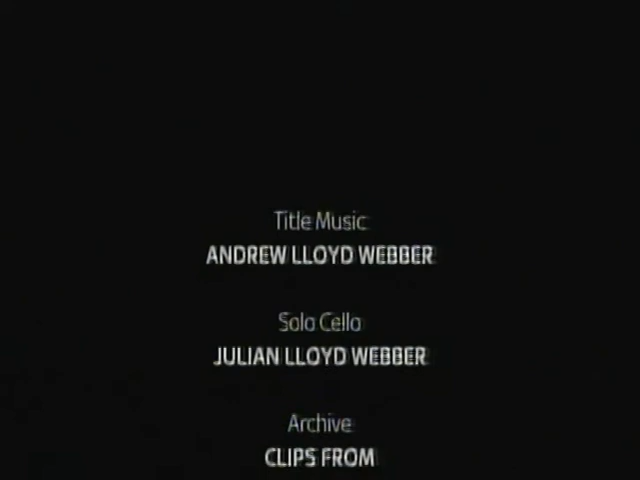 Title Music
ANDREW LLOYD WEBBER
Solo Cello
JULIAN LLOYD WEBBER
Archive
CLIPS FROM